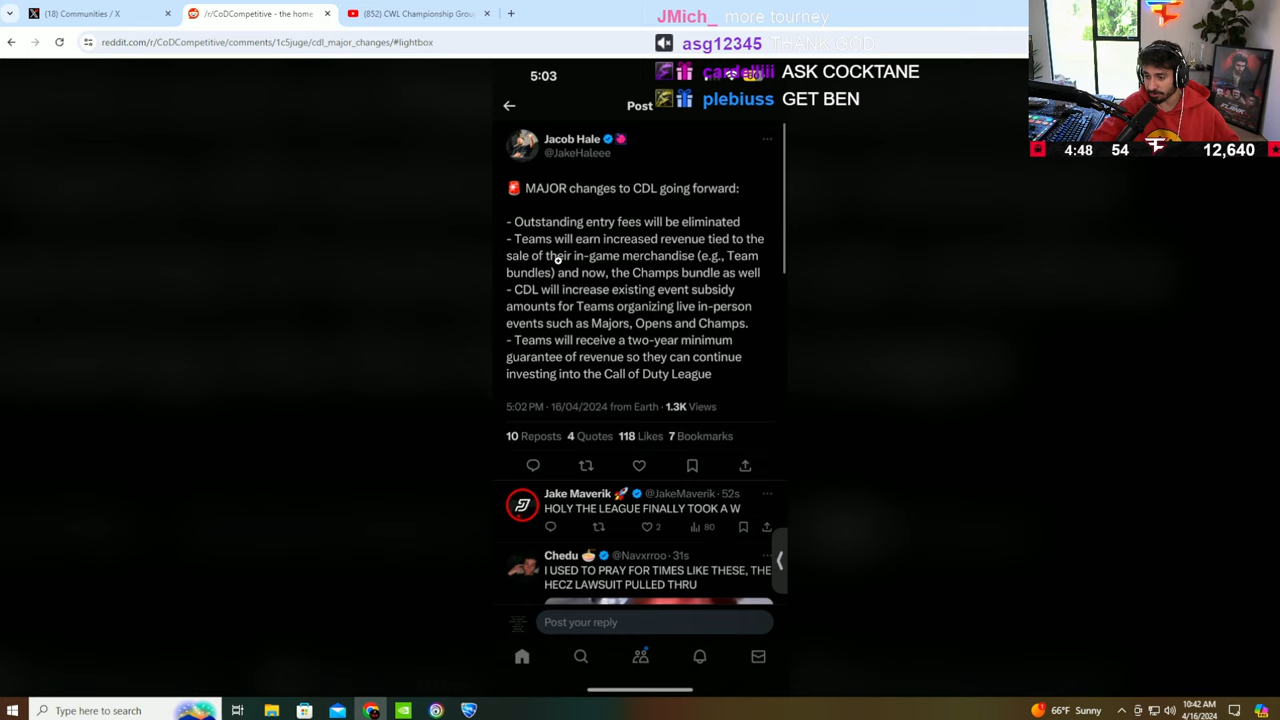 (18) Communities / X
/r/CoDCompetitive - the home
(852) CWL Championship Grou
reddit.com/r/CoDCompetitive/comments/1c5juge/cdl_major_changes/#lightbox
JMich_ more tourney
asg12345 THANK GOD
cardelliii ASK COCKTANE
plebiuss GET BEN
4:48 54 12,640
5:03
Post
Jacob Hale
@JakeHaleee
🚨 MAJOR changes to CDL going forward:
- Outstanding entry fees will be eliminated
- Teams will earn increased revenue tied to the
sale of their in-game merchandise (e.g., Team
bundles) and now, the Champs bundle as well
- CDL will increase existing event subsidy
amounts for Teams organizing live in-person
events such as Majors, Opens and Champs.
- Teams will receive a two-year minimum
guarantee of revenue so they can continue
investing into the Call of Duty League
5:02 PM · 16/04/2024 from Earth · 1.3K Views
10 Reposts 4 Quotes 118 Likes 7 Bookmarks
Jake Maverik 🚀 @JakeMaverik · 52s
HOLY THE LEAGUE FINALLY TOOK A W
2 80
Chedu 🍜 @Navxrroo · 31s
I USED TO PRAY FOR TIMES LIKE THESE, THE
HECZ LAWSUIT PULLED THRU
Post your reply
Type here to search
66°F Sunny
10:42 AM
4/16/2024